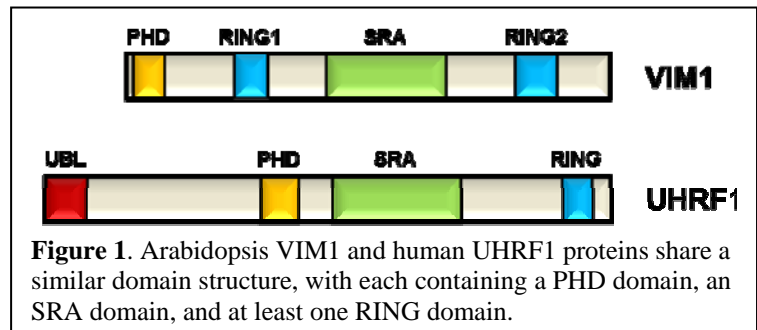 PHD RING1 SRA RING2
VIM1
UBL PHD SRA RING
UHRF1
Figure 1. Arabidopsis VIM1 and human UHRF1 proteins share a
similar domain structure, with each containing a PHD domain, an
SRA domain, and at least one RING domain.